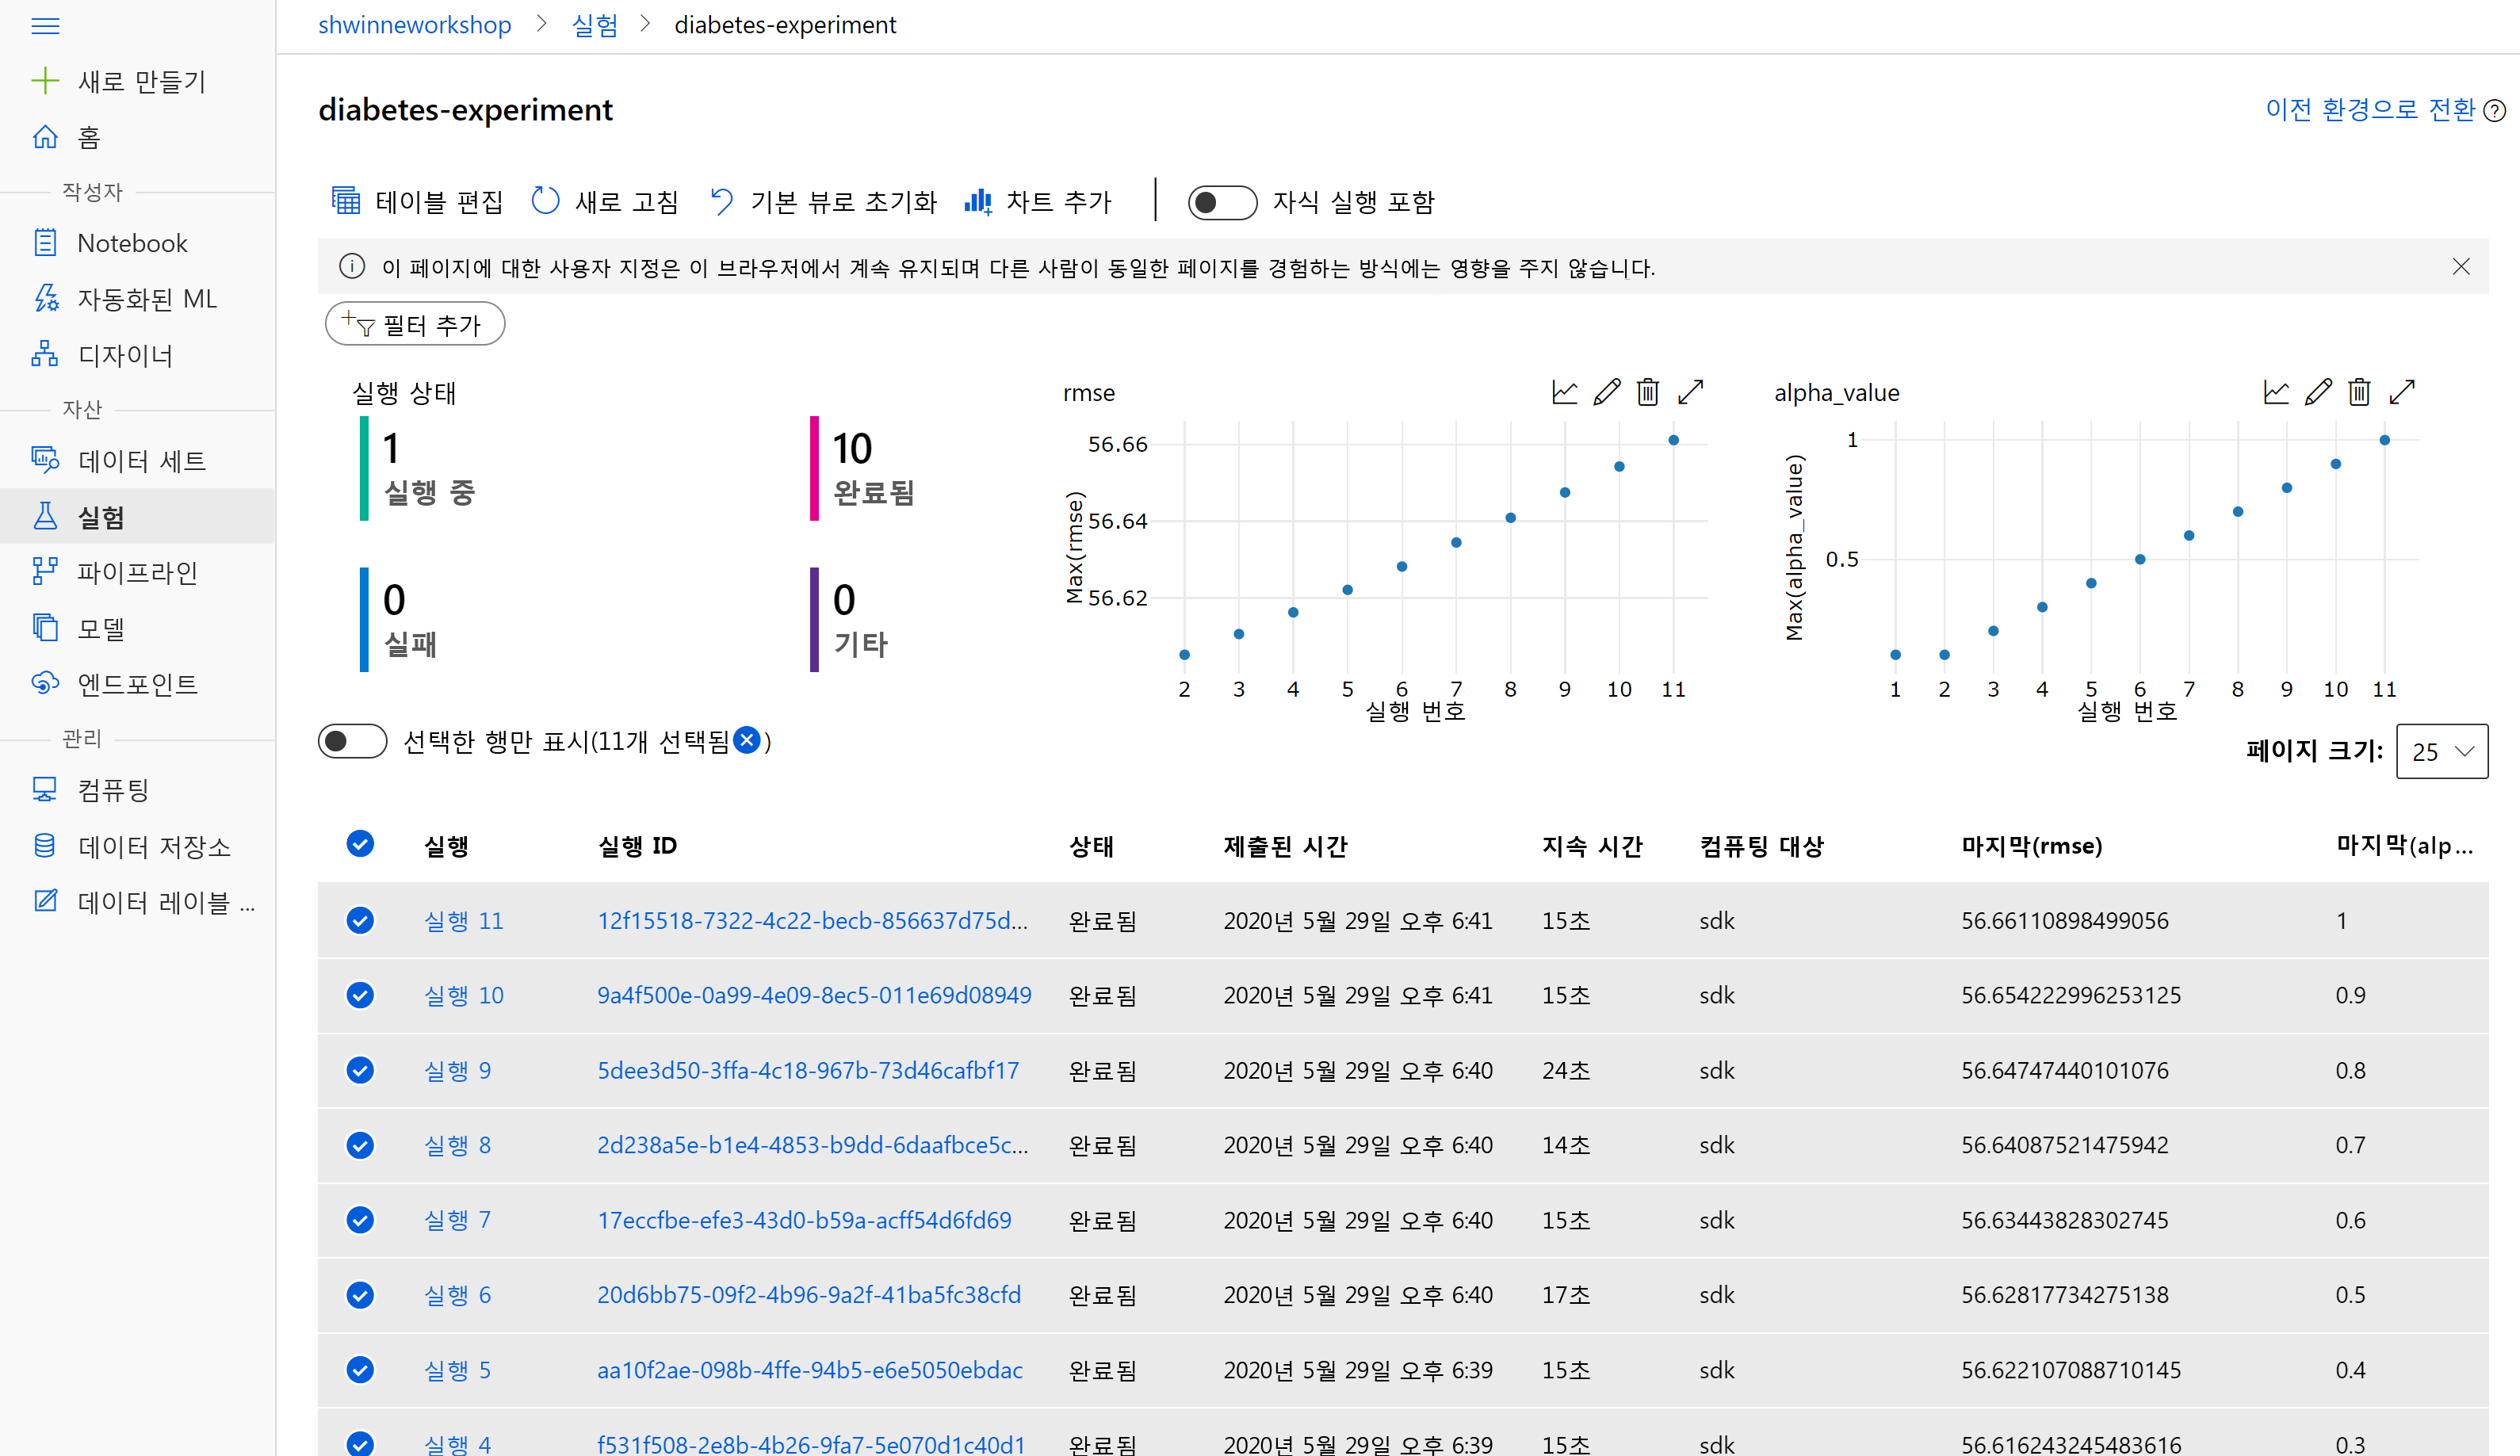 shwinneworkshop > 실험 > diabetes-experiment
새로 만들기
홈
작성자
Notebook
자동화된 ML
디자이너
자산
데이터 세트
실험
파이프라인
모델
엔드포인트
관리
컴퓨팅
데이터 저장소
데이터 레이블 ...
diabetes-experiment
이전 환경으로 전환
테이블 편집 새로 고침 기본 뷰로 초기화 차트 추가 자식 실행 포함
이 페이지에 대한 사용자 지정은 이 브라우저에서 계속 유지되며 다른 사람이 동일한 페이지를 경험하는 방식에는 영향을 주지 않습니다.
필터 추가
실행 상태
1
실행 중
10
완료됨
0
실패
0
기타
rmse
Max(rmse)
56.66
56.64
56.62
2 3 4 5 6 7 8 9 10 11
실행 번호
alpha_value
Max(alpha_value)
1
0.5
1 2 3 4 5 6 7 8 9 10 11
실행 번호
선택한 행만 표시(11개 선택됨 )
페이지 크기: 25
실행 실행 ID 상태 제출된 시간 지속 시간 컴퓨팅 대상 마지막(rmse) 마지막(alp...
실행 11 12f15518-7322-4c22-becb-856637d75d... 완료됨 2020년 5월 29일 오후 6:41 15초 sdk 56.66110898499056 1
실행 10 9a4f500e-0a99-4e09-8ec5-011e69d08949 완료됨 2020년 5월 29일 오후 6:41 15초 sdk 56.654222996253125 0.9
실행 9 5dee3d50-3ffa-4c18-967b-73d46cafbf17 완료됨 2020년 5월 29일 오후 6:40 24초 sdk 56.64747440101076 0.8
실행 8 2d238a5e-b1e4-4853-b9dd-6daafbce5c... 완료됨 2020년 5월 29일 오후 6:40 14초 sdk 56.64087521475942 0.7
실행 7 17eccfbe-efe3-43d0-b59a-acff54d6fd69 완료됨 2020년 5월 29일 오후 6:40 15초 sdk 56.63443828302745 0.6
실행 6 20d6bb75-09f2-4b96-9a2f-41ba5fc38cfd 완료됨 2020년 5월 29일 오후 6:40 17초 sdk 56.62817734275138 0.5
실행 5 aa10f2ae-098b-4ffe-94b5-e6e5050ebdac 완료됨 2020년 5월 29일 오후 6:39 15초 sdk 56.622107088710145 0.4
실행 4 f531f508-2e8b-4b26-9fa7-5e070d1c40d1 완료됨 2020년 5월 29일 오후 6:39 15초 sdk 56.616243245483616 0.3